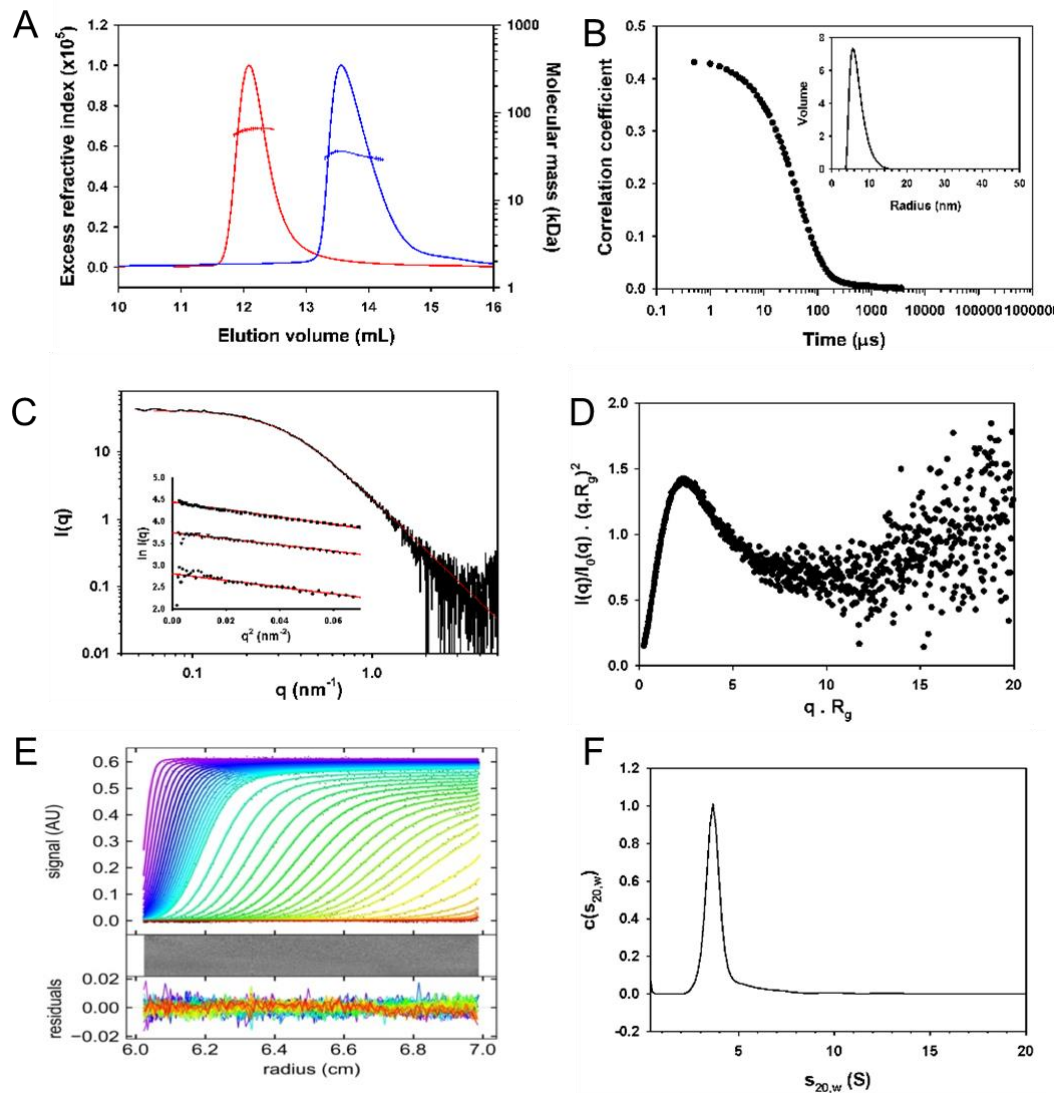 A
Excess refractive index (x10⁵)
1.2
1.0
0.8
0.6
0.4
0.2
0.0
1000
100
10
1
Molecular mass (kDa)
10 11 12 13 14 15 16
Elution volume (mL)
B
Correlation coefficient
0.5
0.4
0.3
0.2
0.1
0.0
0.1 1 10 100 1000 10000 100000 1000000
Time (µs)
Volume
8
6
4
2
0
0 10 20 30 40 50
Radius (nm)
C
I(q)
10
1
0.1
0.01
0.1 1.0
q (nm⁻¹)
ln I(q)
5.0
4.5
4.0
3.5
3.0
2.5
2.0
0.00 0.02 0.04 0.06
q² (nm⁻²)
D
I(q)/I₀(q) . (q.Rg)²
2.0
1.5
1.0
0.5
0.0
0 5 10 15 20
q . Rg
E
signal (AU)
0.6
0.5
0.4
0.3
0.2
0.1
0.0
residuals
0.02
0.00
−0.02
6.0 6.2 6.4 6.6 6.8 7.0
radius (cm)
F
c(s20,w)
1.2
1.0
0.8
0.6
0.4
0.2
0.0
-0.2
5 10 15 20
s20,w (S)